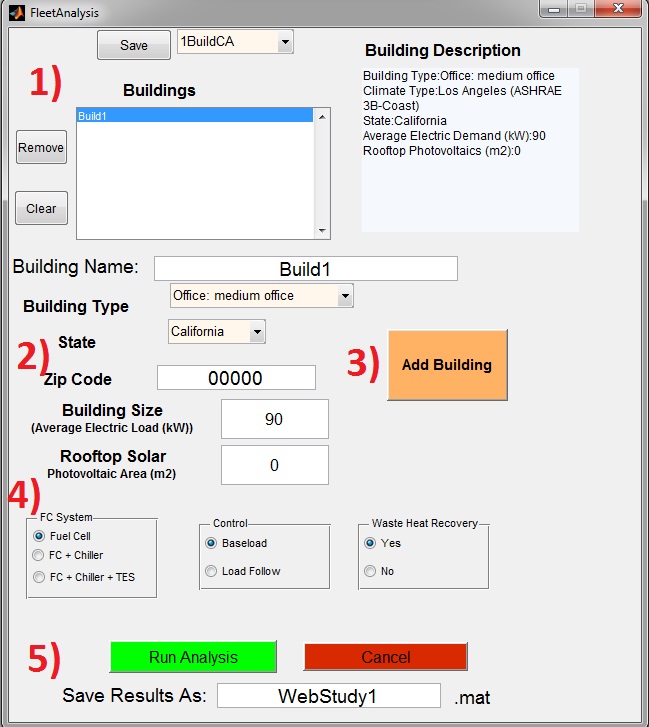 FleetAnalysis
Save
1BuildCA
Building Description
1)
Buildings
Building Type:Office: medium office
Climate Type:Los Angeles (ASHRAE
3B-Coast)
State:California
Average Electric Demand (kW):90
Rooftop Photovoltaics (m2):0
Build1
Remove
Clear
Building Name:
Build1
Building Type
Office: medium office
State
California
2)
3)
Add Building
Zip Code
00000
Building Size
(Average Electric Load (kW))
90
Rooftop Solar
Photovoltaic Area (m2)
0
4)
FC System
Fuel Cell
FC + Chiller
FC + Chiller + TES
Control
Baseload
Load Follow
Waste Heat Recovery
Yes
No
5)
Run Analysis
Cancel
Save Results As:
WebStudy1
.mat